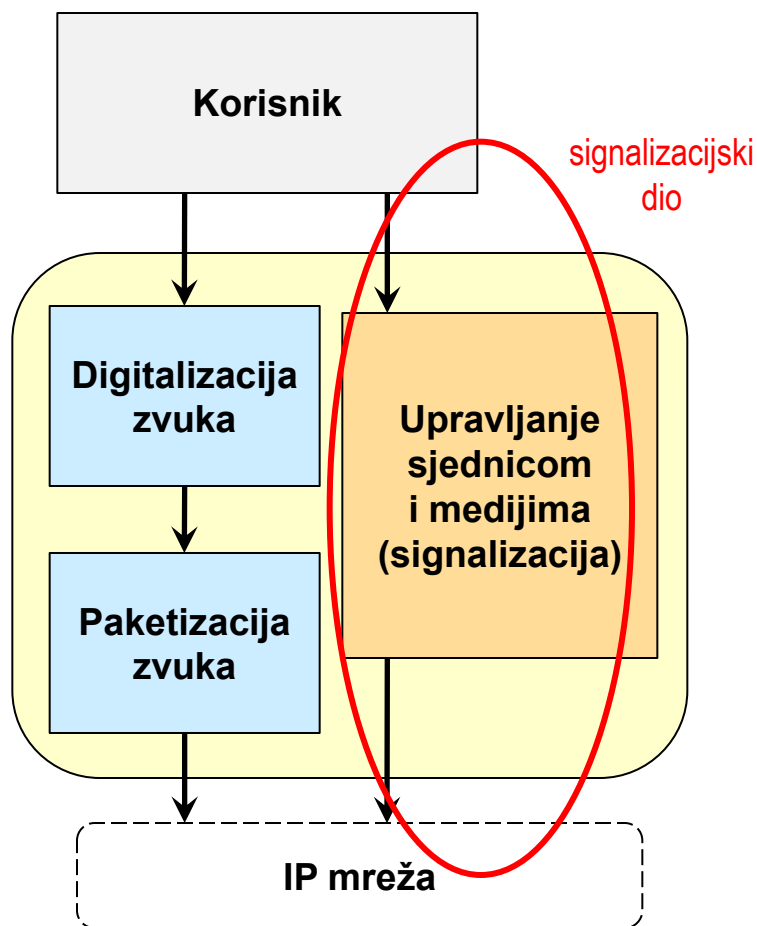 Korisnik
signalizacijski
dio
Digitalizacija
zvuka
Upravljanje
sjednicom
i medijima
(signalizacija)
Paketizacija
zvuka
IP mreža